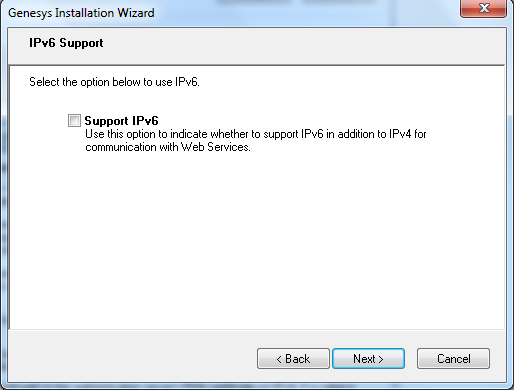 Genesys Installation Wizard
IPv6 Support
Select the option below to use IPv6.
Support IPv6
Use this option to indicate whether to support IPv6 in addition to IPv4 for
communication with Web Services.
< Back
Next >
Cancel